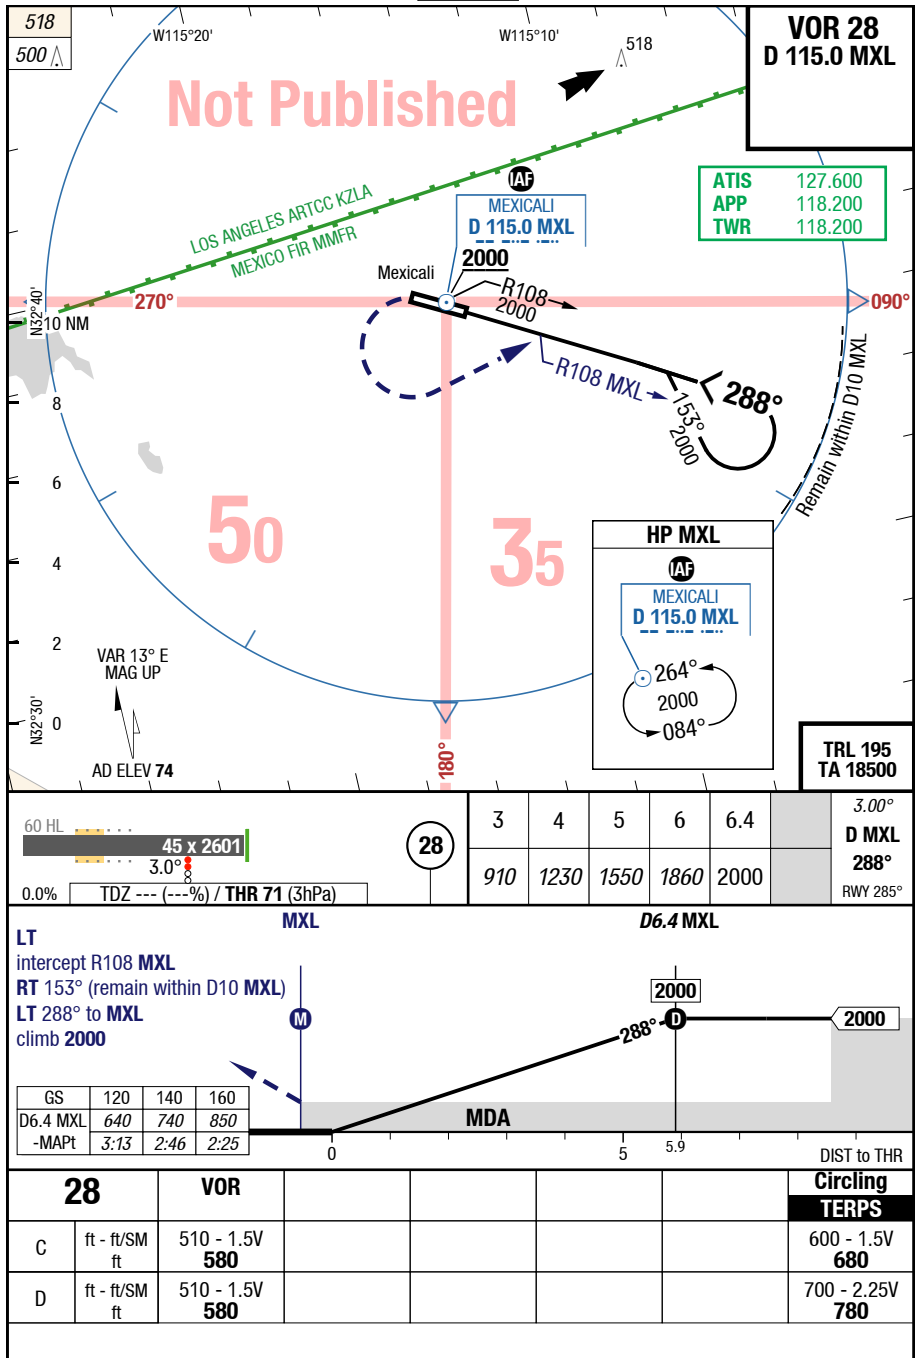 518
500
W115°20'
W115°10'
518
VOR 28
D 115.0 MXL
Not Published
ATIS 127.600
APP 118.200
TWR 118.200
IAF
MEXICALI
D 115.0 MXL
LOS ANGELES ARTCC KZLA
MEXICO FIR MMFR
2000
Mexicali
R108
2000
N32°40'
270°
090°
10 NM
R108 MXL
288°
153°
2000
Remain within D10 MXL
8
6
4
2
0
50
35
HP MXL
IAF
MEXICALI
D 115.0 MXL
264°
2000
084°
VAR 13° E
MAG UP
N32°30'
AD ELEV 74
180°
TRL 195
TA 18500
60 HL
45 x 2601
3.0°
0.0%
TDZ --- (---%) / THR 71 (3hPa)
28
3 4 5 6 6.4
910 1230 1550 1860 2000
3.00°
D MXL
288°
RWY 285°
MXL
D6.4 MXL
LT
intercept R108 MXL
RT 153° (remain within D10 MXL)
LT 288° to MXL
climb 2000
M
2000
D
288°
2000
GS 120 140 160
D6.4 MXL 640 740 850
-MAPt 3:13 2:46 2:25
MDA
0 5 5.9
DIST to THR
28 VOR Circling
TERPS
C ft - ft/SM 510 - 1.5V 600 - 1.5V
ft 580 680
D ft - ft/SM 510 - 1.5V 700 - 2.25V
ft 580 780